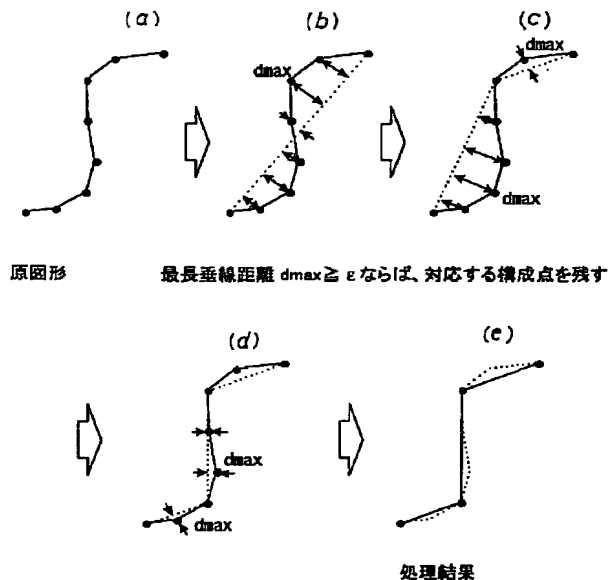 (a)
(b)
(c)
dmax
dmax
dmax
原図形
最長垂線距離 dmax≧ εならば、対応する構成点を残す
(d)
(e)
dmax
dmax
処理結果